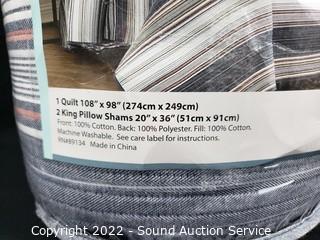 1 Quilt 108" x 98" (274cm x 249cm)
2 King Pillow Shams 20" x 36" (51cm x 91cm)
Front: 100% Cotton. Back: 100% Polyester. Fill: 100% Cotton.
Machine Washable. See care label for instructions.
RN#89134 Made in China
Copyright 2022 - Sound Auction Service